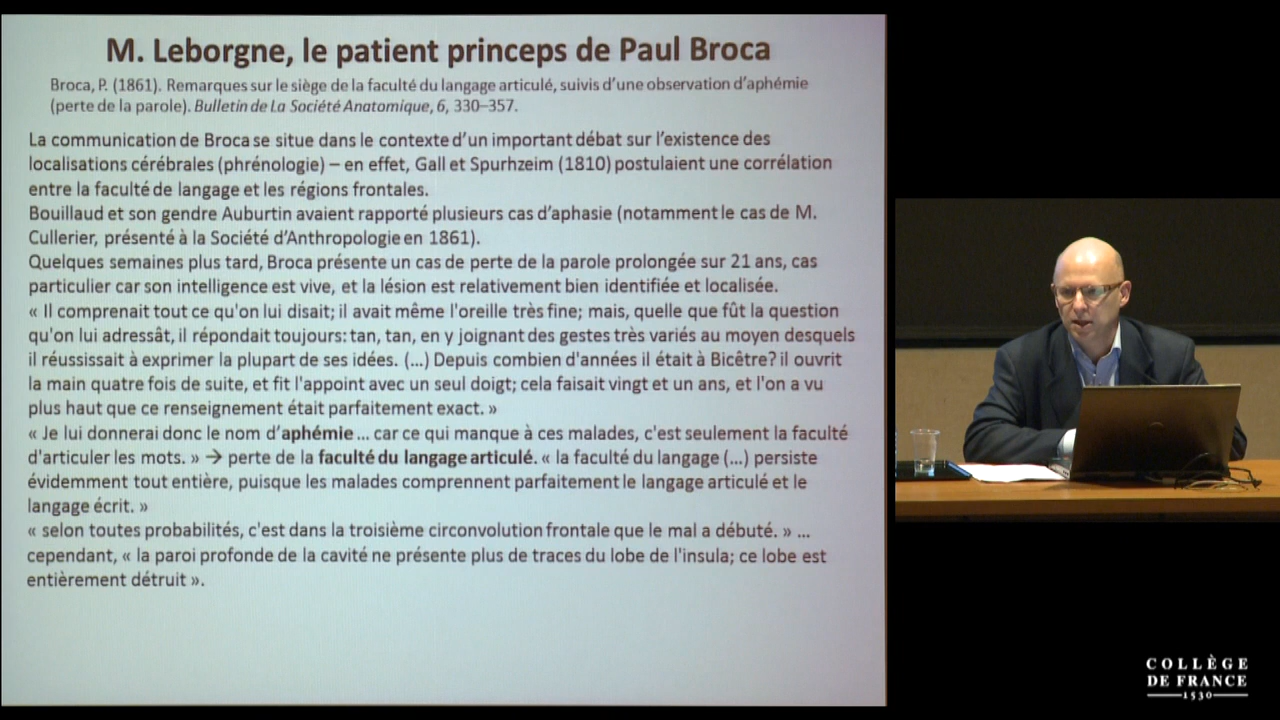 M. Leborgne, le patient princeps de Paul Broca
Broca, P. (1861). Remarques sur le siège de la faculté du langage articulé, suivis d'une observation d'aphémie
(perte de la parole). Bulletin de La Société Anatomique, 6, 330–357.
La communication de Broca se situe dans le contexte d'un important débat sur l'existence des
localisations cérébrales (phrénologie) – en effet, Gall et Spurhzeim (1810) postulaient une corrélation
entre la faculté de langage et les régions frontales.
Bouillaud et son gendre Auburtin avaient rapporté plusieurs cas d'aphasie (notamment le cas de M.
Cullerier, présenté à la Société d'Anthropologie en 1861).
Quelques semaines plus tard, Broca présente un cas de perte de la parole prolongée sur 21 ans, cas
particulier car son intelligence est vive, et la lésion est relativement bien identifiée et localisée.
« Il comprenait tout ce qu'on lui disait; il avait même l'oreille très fine; mais, quelle que fût la question
qu'on lui adressât, il répondait toujours: tan, tan, en y joignant des gestes très variés au moyen desquels
il réussissait à exprimer la plupart de ses idées. (...) Depuis combien d'années il était à Bicêtre? il ouvrit
la main quatre fois de suite, et fit l'appoint avec un seul doigt; cela faisait vingt et un ans, et l'on a vu
plus haut que ce renseignement était parfaitement exact. »
« Je lui donnerai donc le nom d'aphémie ... car ce qui manque à ces malades, c'est seulement la faculté
d'articuler les mots. » → perte de la faculté du langage articulé. « la faculté du langage (...) persiste
évidemment tout entière, puisque les malades comprennent parfaitement le langage articulé et le
langage écrit. »
« selon toutes probabilités, c'est dans la troisième circonvolution frontale que le mal a débuté. » ...
cependant, « la paroi profonde de la cavité ne présente plus de traces du lobe de l'insula; ce lobe est
entièrement détruit ».
COLLÈGE
DE FRANCE
1530